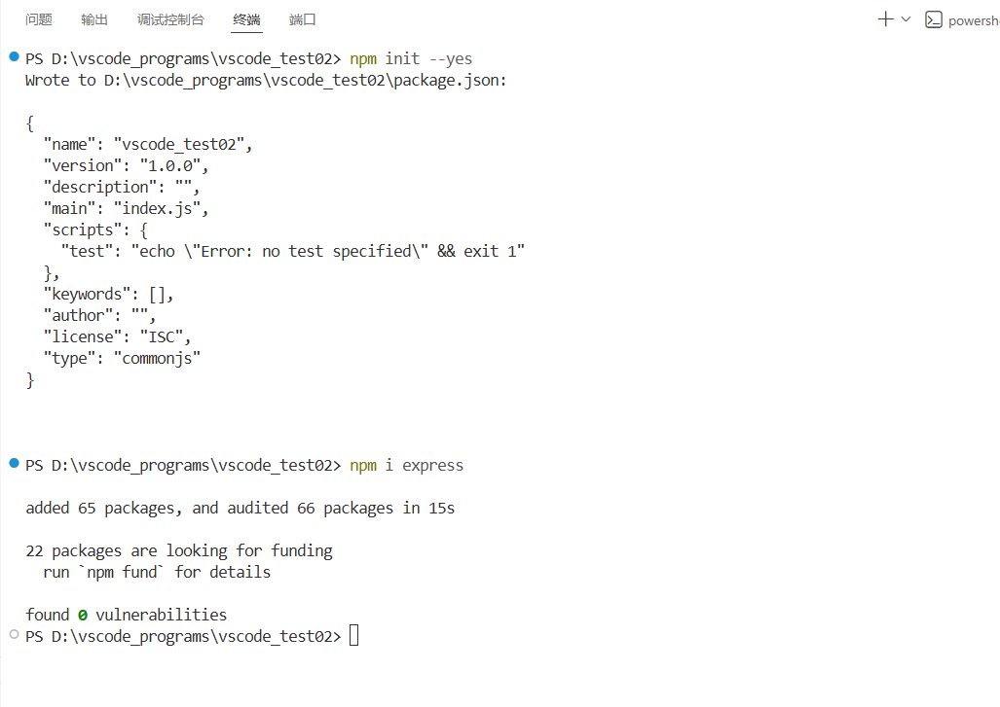 问题 输出 调试控制台 终端 端口 powersh
PS D:\vscode_programs\vscode_test02> npm init --yes
Wrote to D:\vscode_programs\vscode_test02\package.json:
{
  "name": "vscode_test02",
  "version": "1.0.0",
  "description": "",
  "main": "index.js",
  "scripts": {
    "test": "echo \"Error: no test specified\" && exit 1"
  },
  "keywords": [],
  "author": "",
  "license": "ISC",
  "type": "commonjs"
}
PS D:\vscode_programs\vscode_test02> npm i express
added 65 packages, and audited 66 packages in 15s
22 packages are looking for funding
  run `npm fund` for details
found 0 vulnerabilities
PS D:\vscode_programs\vscode_test02>